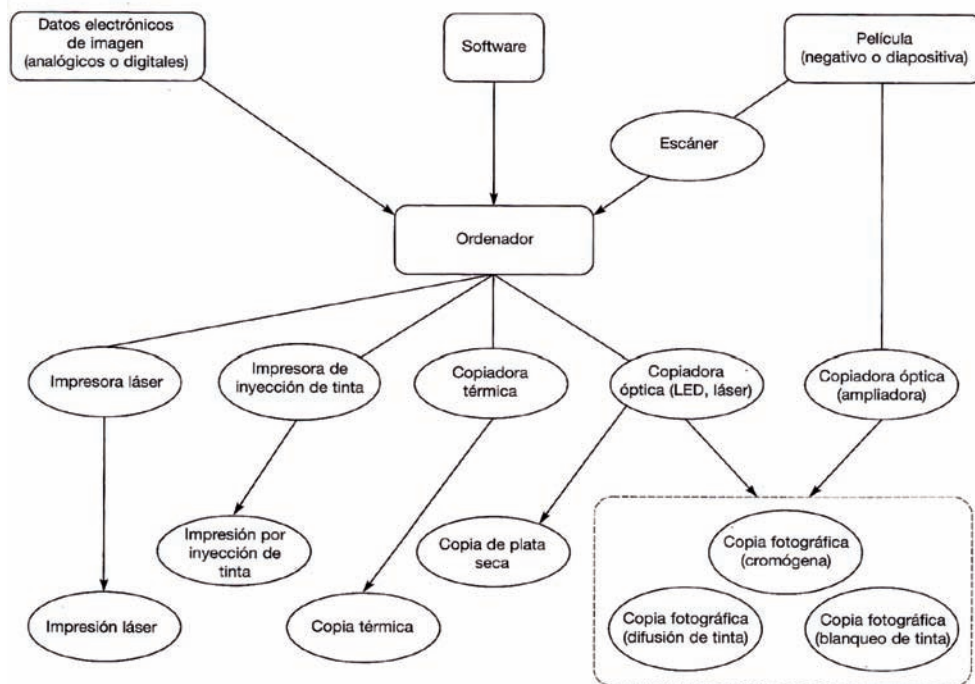 Datos electrónicos
de imagen
(analógicos o digitales)
Software
Película
(negativo o diapositiva)
Escáner
Ordenador
Impresora láser
Impresora de
inyección de tinta
Copiadora
térmica
Copiadora
óptica (LED, láser)
Copiadora óptica
(ampliadora)
Impresión por
inyección de
tinta
Copia de plata
seca
Copia fotográfica
(cromógena)
Impresión láser
Copia térmica
Copia fotográfica
(difusión de tinta)
Copia fotográfica
(blanqueo de tinta)